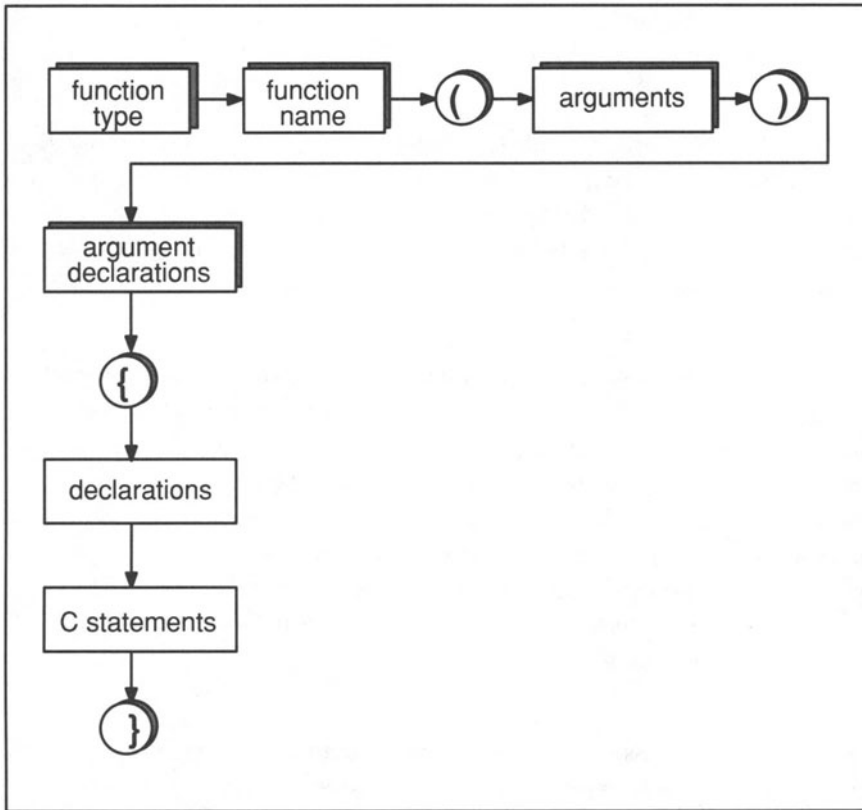 function
type
function
name
(
arguments
)
argument
declarations
{
declarations
C statements
}